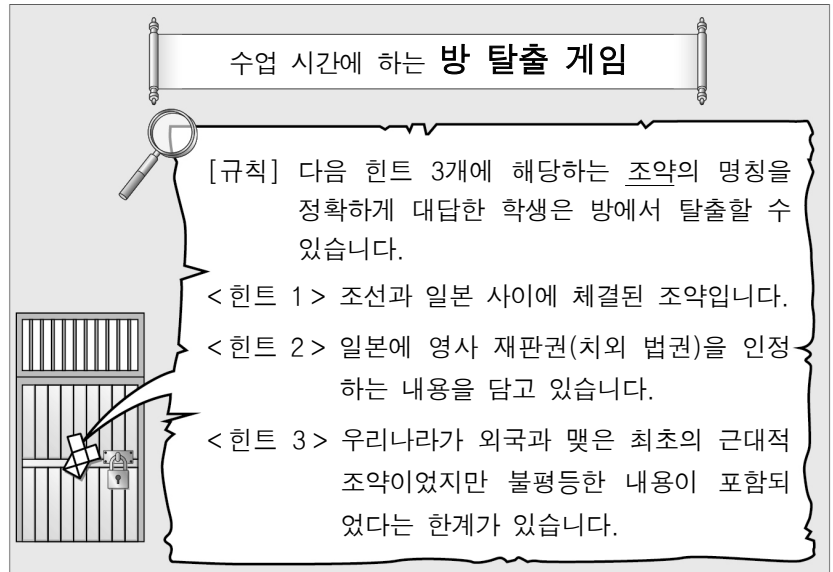 수업 시간에 하는 방 탈출 게임
[규칙] 다음 힌트 3개에 해당하는 조약의 명칭을
정확하게 대답한 학생은 방에서 탈출할 수
있습니다.
<힌트 1> 조선과 일본 사이에 체결된 조약입니다.
<힌트 2> 일본에 영사 재판권(치외 법권)을 인정
하는 내용을 담고 있습니다.
<힌트 3> 우리나라가 외국과 맺은 최초의 근대적
조약이었지만 불평등한 내용이 포함되
었다는 한계가 있습니다.